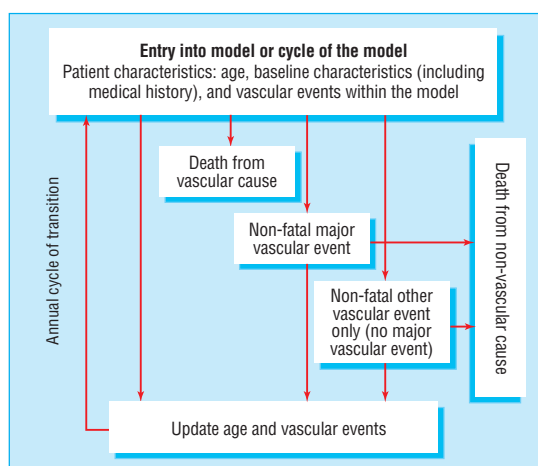 Entry into model or cycle of the model
Patient characteristics: age, baseline characteristics (including
medical history), and vascular events within the model
Death from
vascular cause
Non-fatal major
vascular event
Non-fatal other
vascular event
only (no major
vascular event)
Death from non-vascular
cause
Annual cycle of transition
Update age and vascular events